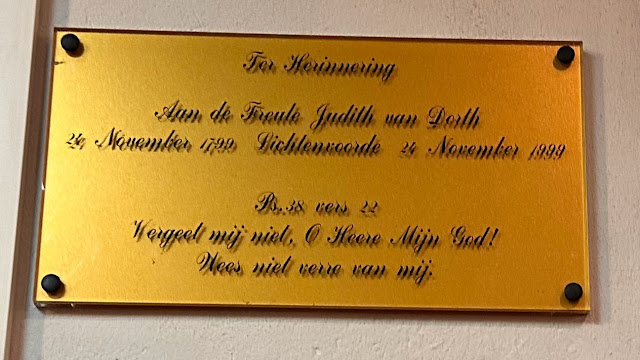 Ter Herinnering
Aan de Freule Judith van Dorth
24 November 1799 Lichtenvoorde 24 November 1999
Ps. 38 vers 22
Vergeet mij niet, O Heere Mijn God!
Wees niet verre van mij.